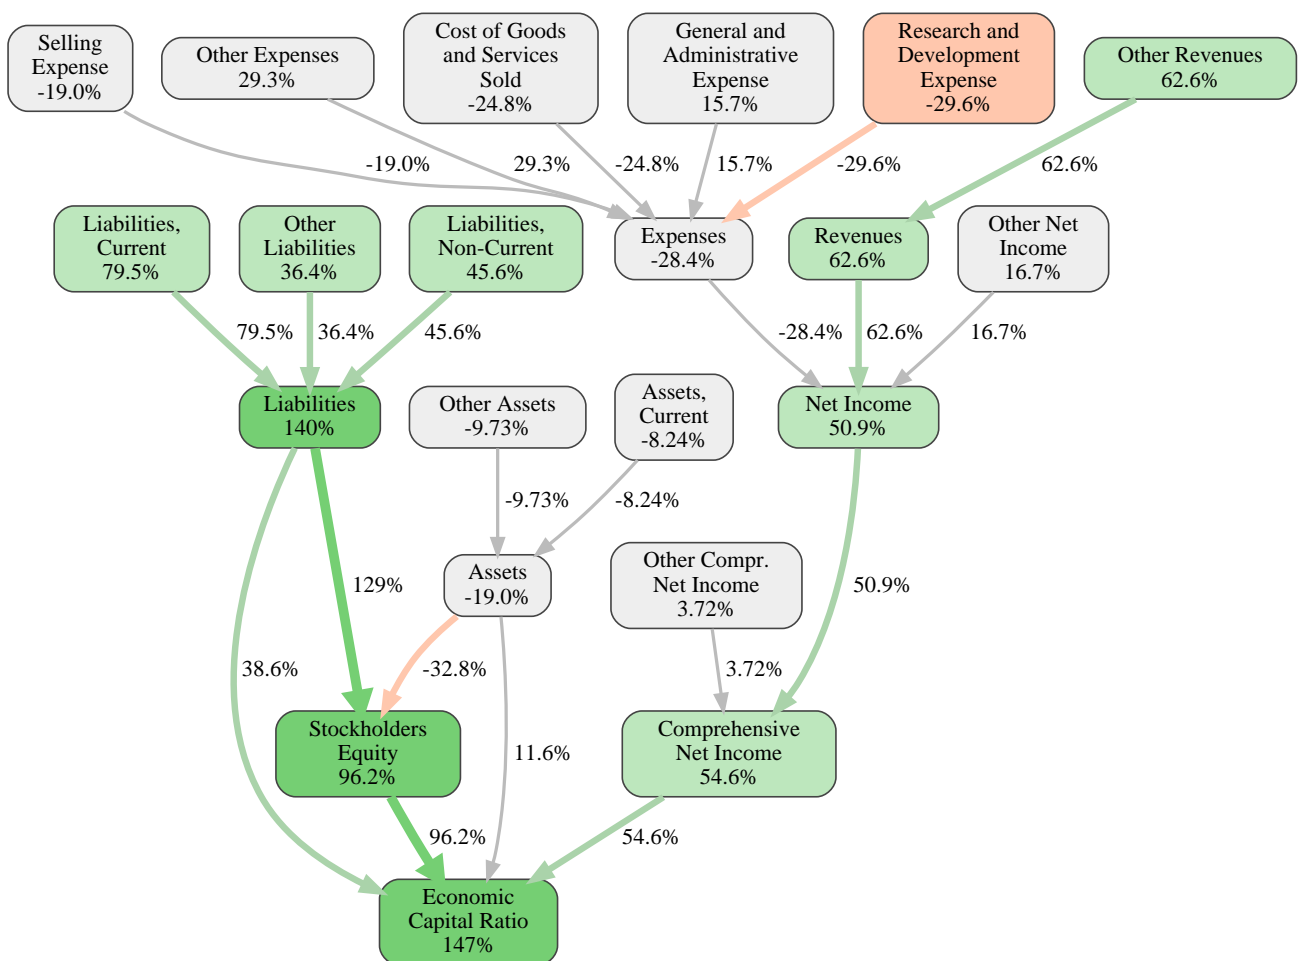 Selling
Expense
-19.0%
Other Expenses
29.3%
Cost of Goods
and Services
Sold
-24.8%
General and
Administrative
Expense
15.7%
Research and
Development
Expense
-29.6%
Other Revenues
62.6%
-19.0%
29.3%
-24.8%
15.7%
-29.6%
62.6%
Liabilities,
Current
79.5%
Other
Liabilities
36.4%
Liabilities,
Non-Current
45.6%
Expenses
-28.4%
Revenues
62.6%
Other Net
Income
16.7%
79.5%
36.4%
45.6%
-28.4%
62.6%
16.7%
Liabilities
140%
Other Assets
-9.73%
Assets,
Current
-8.24%
Net Income
50.9%
-9.73%
-8.24%
Assets
-19.0%
Other Compr.
Net Income
3.72%
129%
50.9%
38.6%
-32.8%
3.72%
Stockholders
Equity
96.2%
11.6%
Comprehensive
Net Income
54.6%
96.2%
54.6%
Economic
Capital Ratio
147%